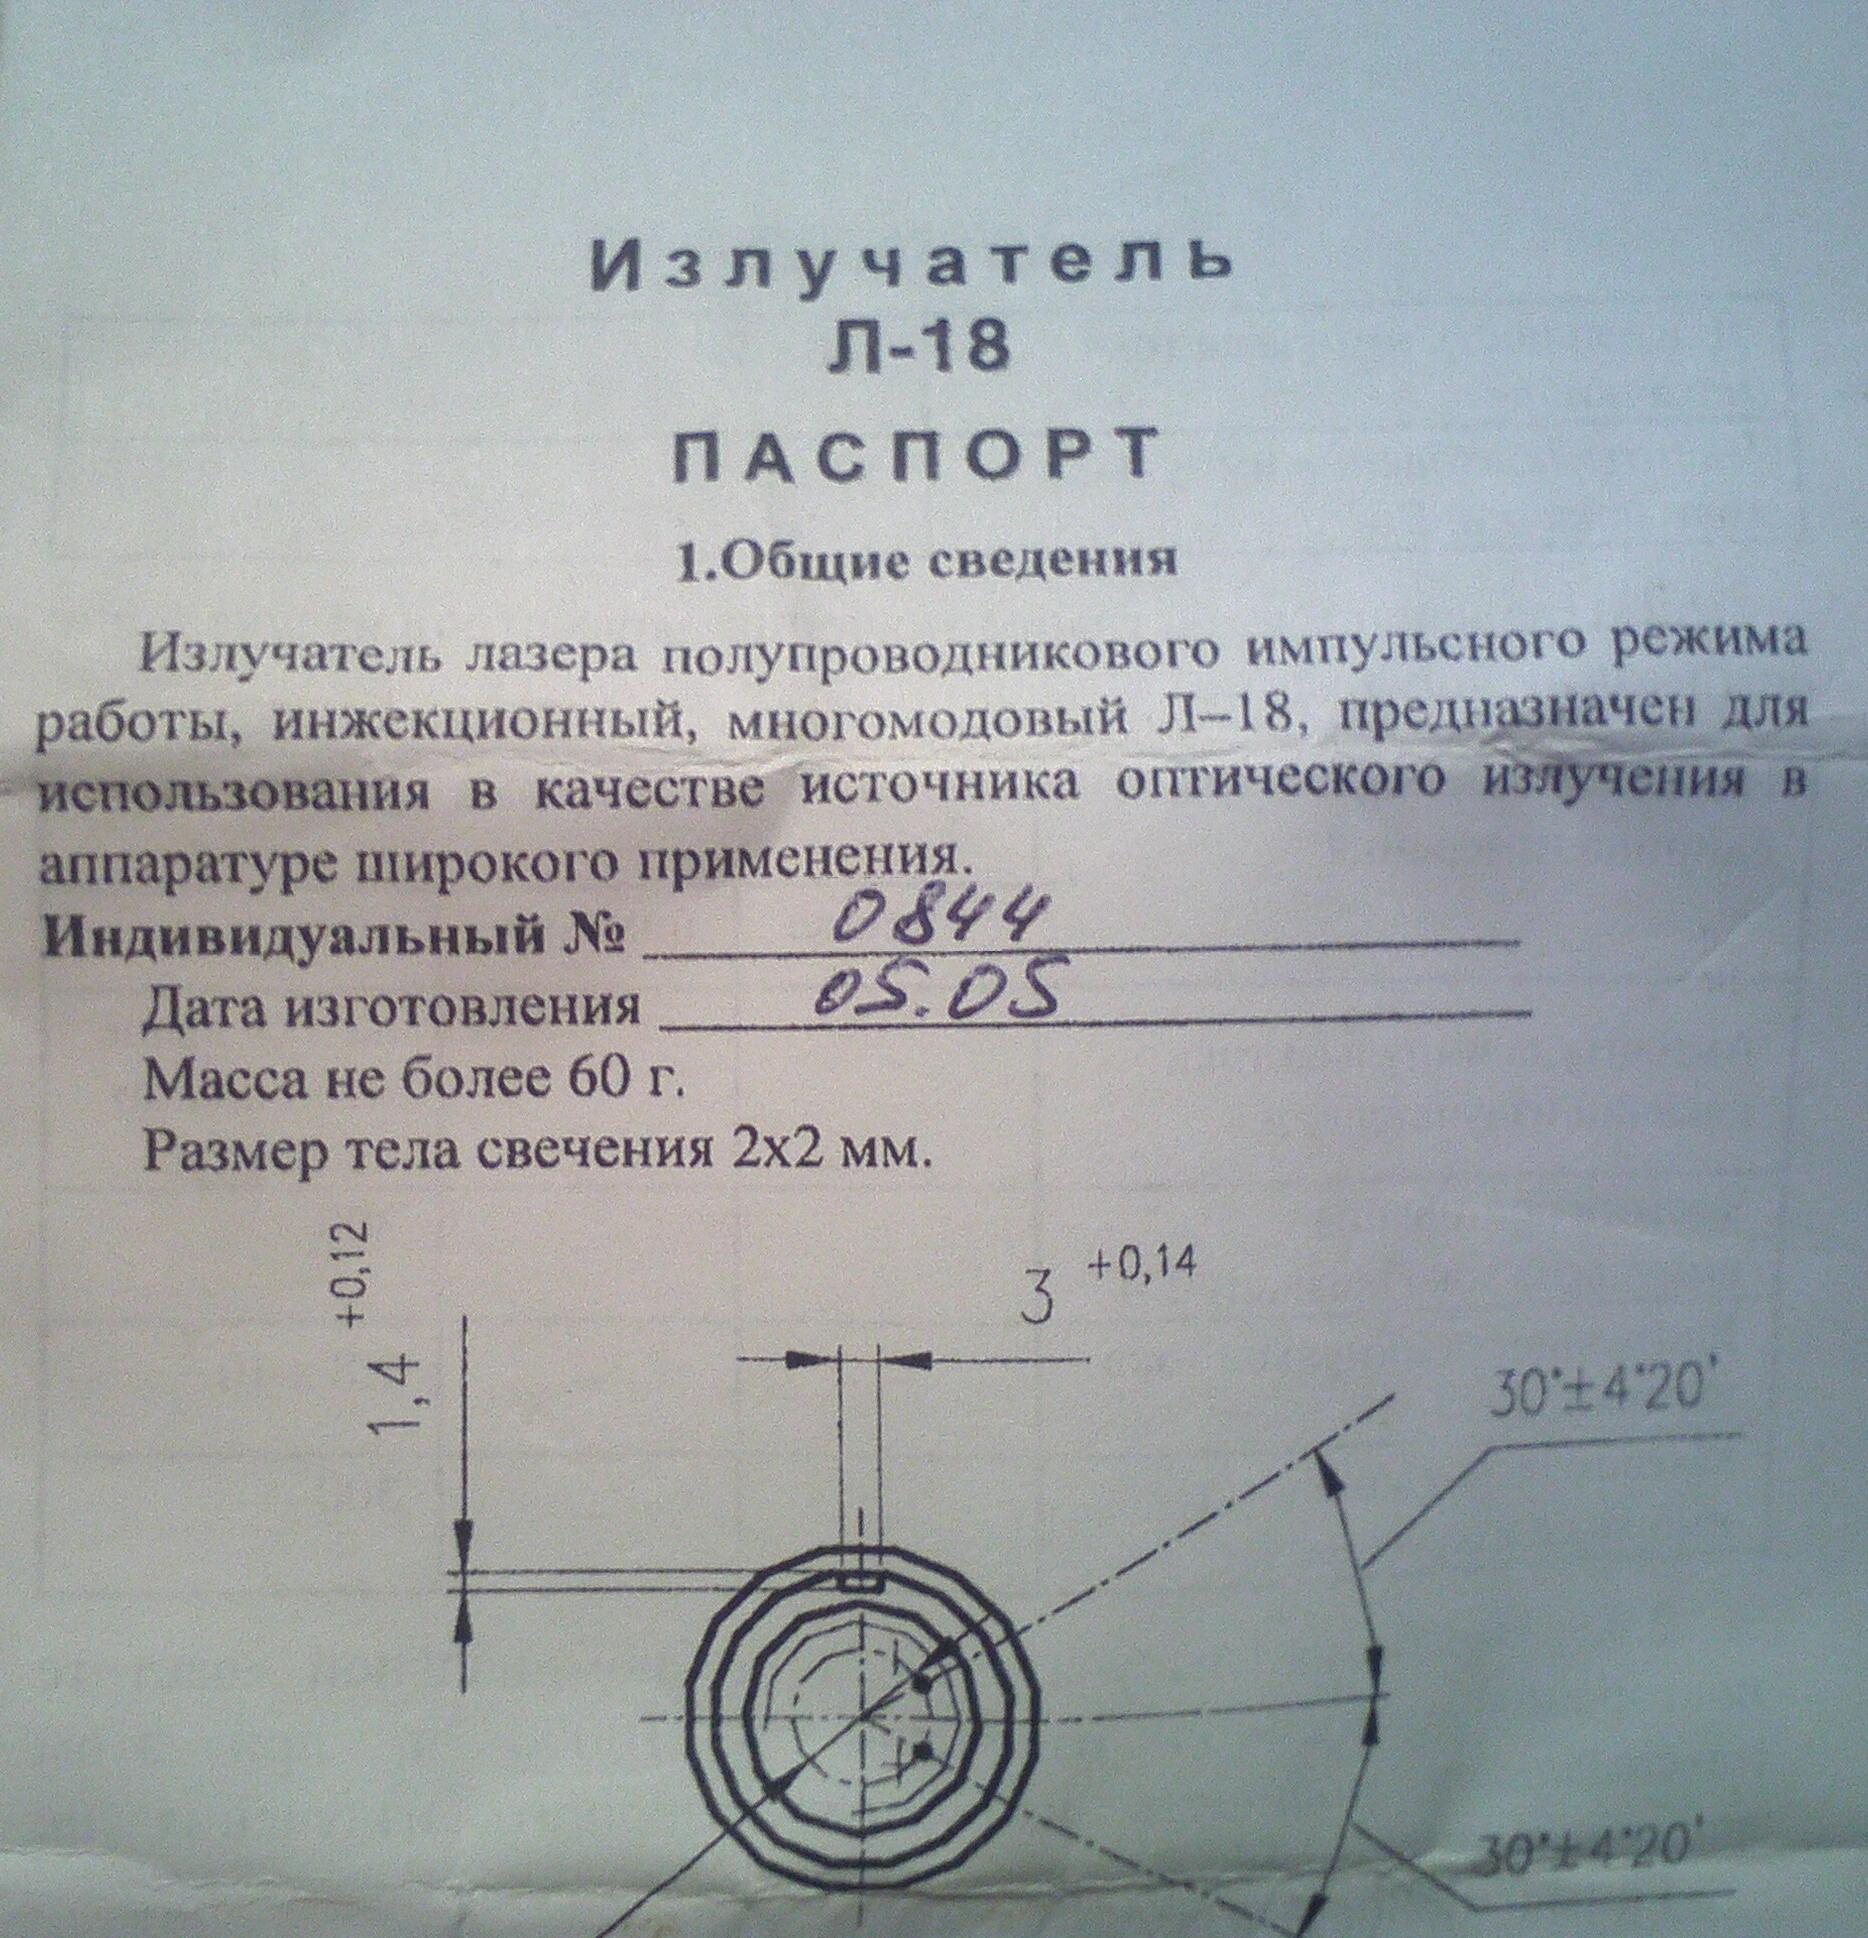 Излучатель
Л-18
ПАСПОРТ
1.Общие сведения
Излучатель лазера полупроводникового импульсного режима
работы, инжекционный, многомодовый Л–18, предназначен для
использования в качестве источника оптического излучения в
аппаратуре широкого применения.
Индивидуальный № 0844
Дата изготовления 05.05
Масса не более 60 г.
Размер тела свечения 2х2 мм.
1,4 +0,12
3 +0,14
30°±4°20'
30°±4°20'